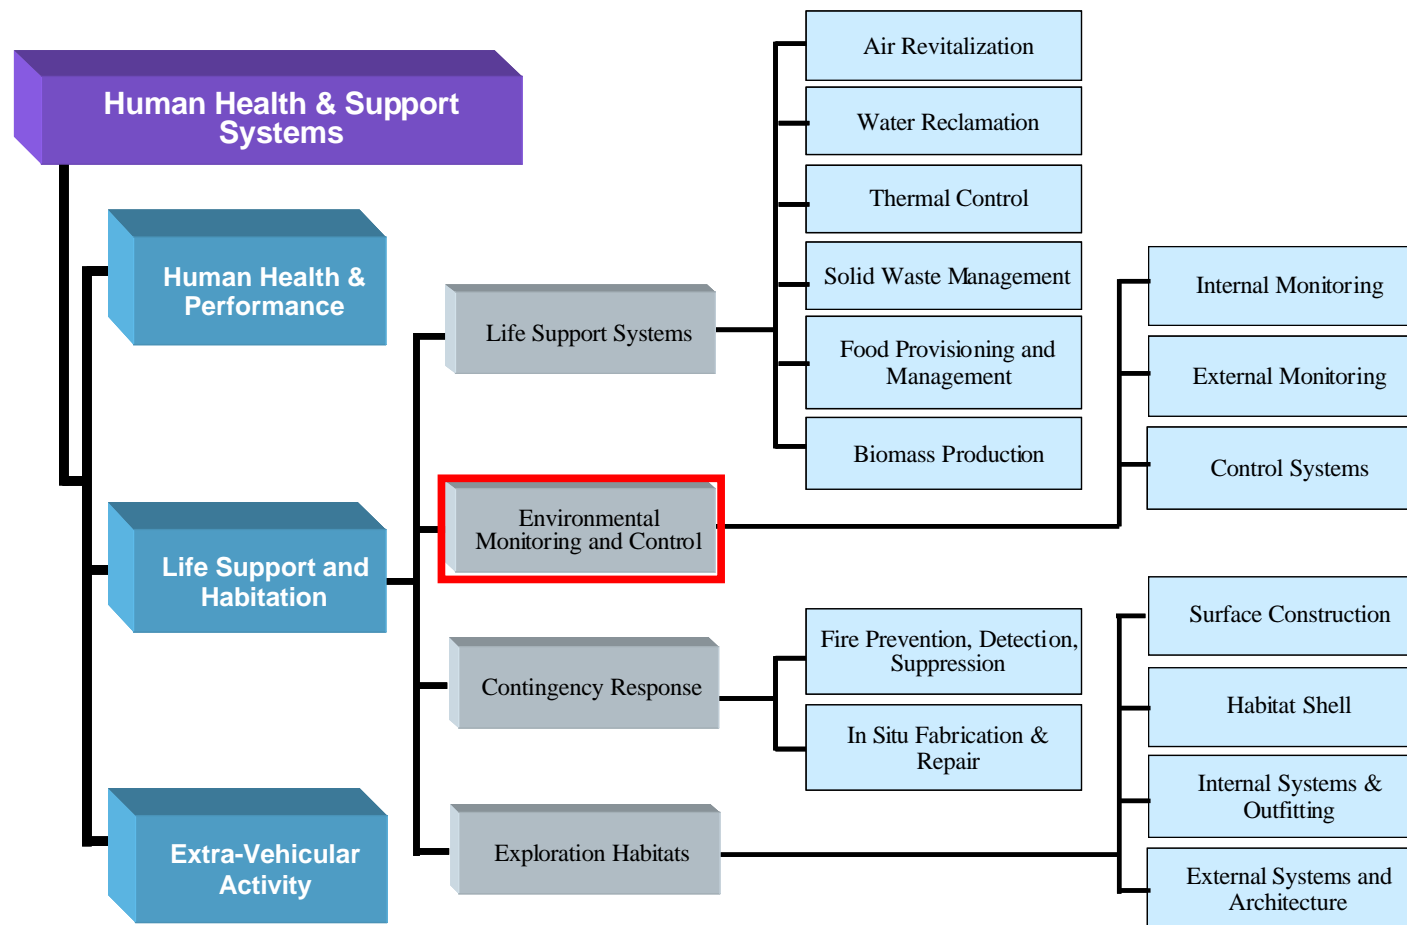 Human Health & Support
Systems
Human Health &
Performance
Life Support and
Habitation
Extra-Vehicular
Activity
Life Support Systems
Environmental
Monitoring and Control
Contingency Response
Exploration Habitats
Air Revitalization
Water Reclamation
Thermal Control
Solid Waste Management
Food Provisioning and
Management
Biomass Production
Fire Prevention, Detection,
Suppression
In Situ Fabrication &
Repair
Internal Monitoring
External Monitoring
Control Systems
Surface Construction
Habitat Shell
Internal Systems &
Outfitting
External Systems and
Architecture